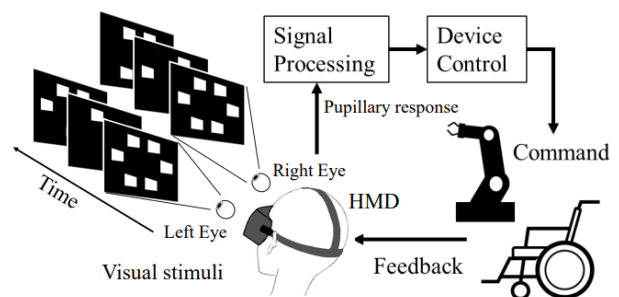 Signal
Processing
Device
Control
Pupillary response
Command
Right Eye
Left Eye
HMD
Time
Visual stimuli
Feedback